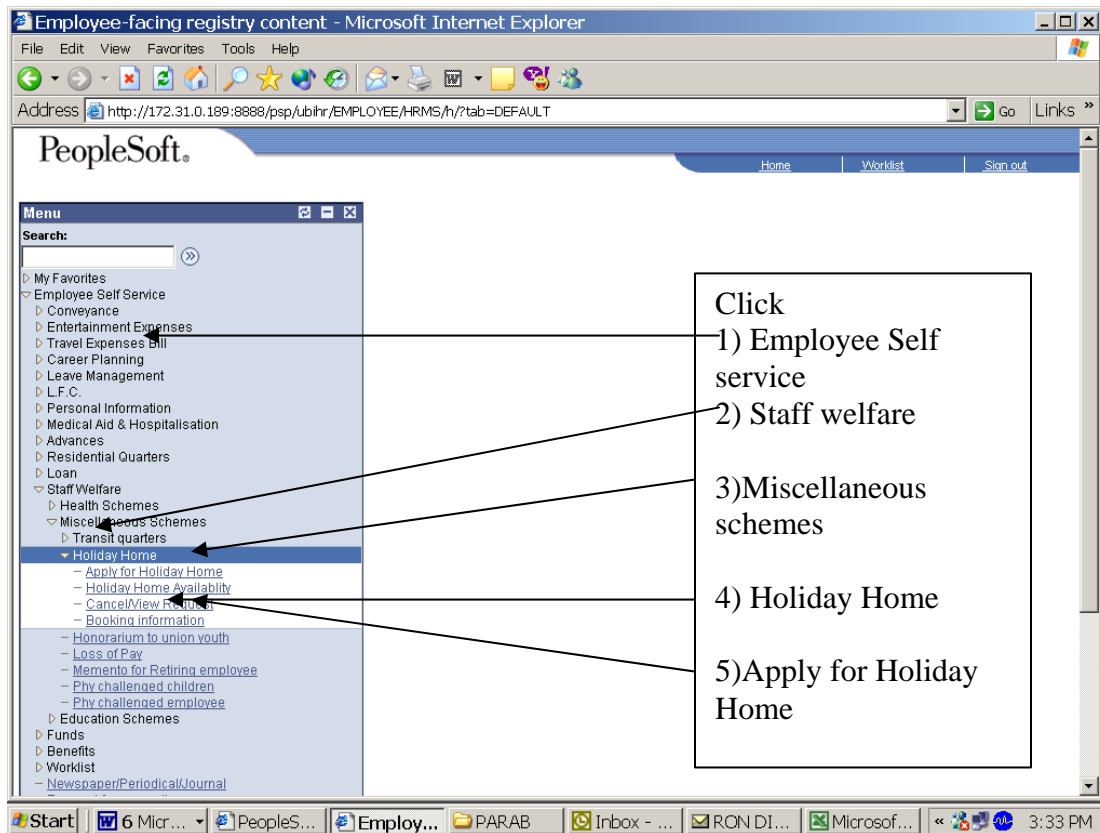 Employee-facing registry content - Microsoft Internet Explorer
File Edit View Favorites Tools Help
Address http://172.31.0.189:8888/psp/ubihr/EMPLOYEE/HRMS/h/?tab=DEFAULT Go Links »
PeopleSoft®
Home Worklist Sign out
Menu
Search:
My Favorites
Employee Self Service
Conveyance
Entertainment Expenses
Travel Expenses Bill
Career Planning
Leave Management
L.F.C.
Personal Information
Medical Aid & Hospitalisation
Advances
Residential Quarters
Loan
Staff Welfare
Health Schemes
Miscellaneous Schemes
Transit quarters
Holiday Home
– Apply for Holiday Home
– Holiday Home Availablity
– Cancel/View Request
– Booking information
– Honorarium to union youth
– Loss of Pay
– Memento for Retiring employee
– Phy challenged children
– Phy challenged employee
Education Schemes
Funds
Benefits
Worklist
– Newspaper/Periodical/Journal
Click
1) Employee Self
service
2) Staff welfare
3)Miscellaneous
schemes
4) Holiday Home
5)Apply for Holiday
Home
Start 6 Micr... PeopleS... Employ... PARAB Inbox - ... RON DI... Microsof... « 3:33 PM